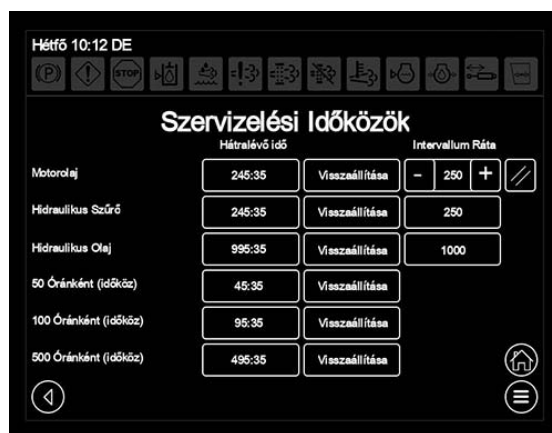 Hétfő 10:12 DE
(P) STOP
Szervizelési Időközök
Hátralévő idő Intervallum Ráta
Motorolaj 245:35 Visszaállítása - 250 +
Hidraulikus Szűrő 245:35 Visszaállítása 250
Hidraulikus Olaj 995:35 Visszaállítása 1000
50 Óránként (időköz) 45:35 Visszaállítása
100 Óránként (időköz) 95:35 Visszaállítása
500 Óránként (időköz) 495:35 Visszaállítása